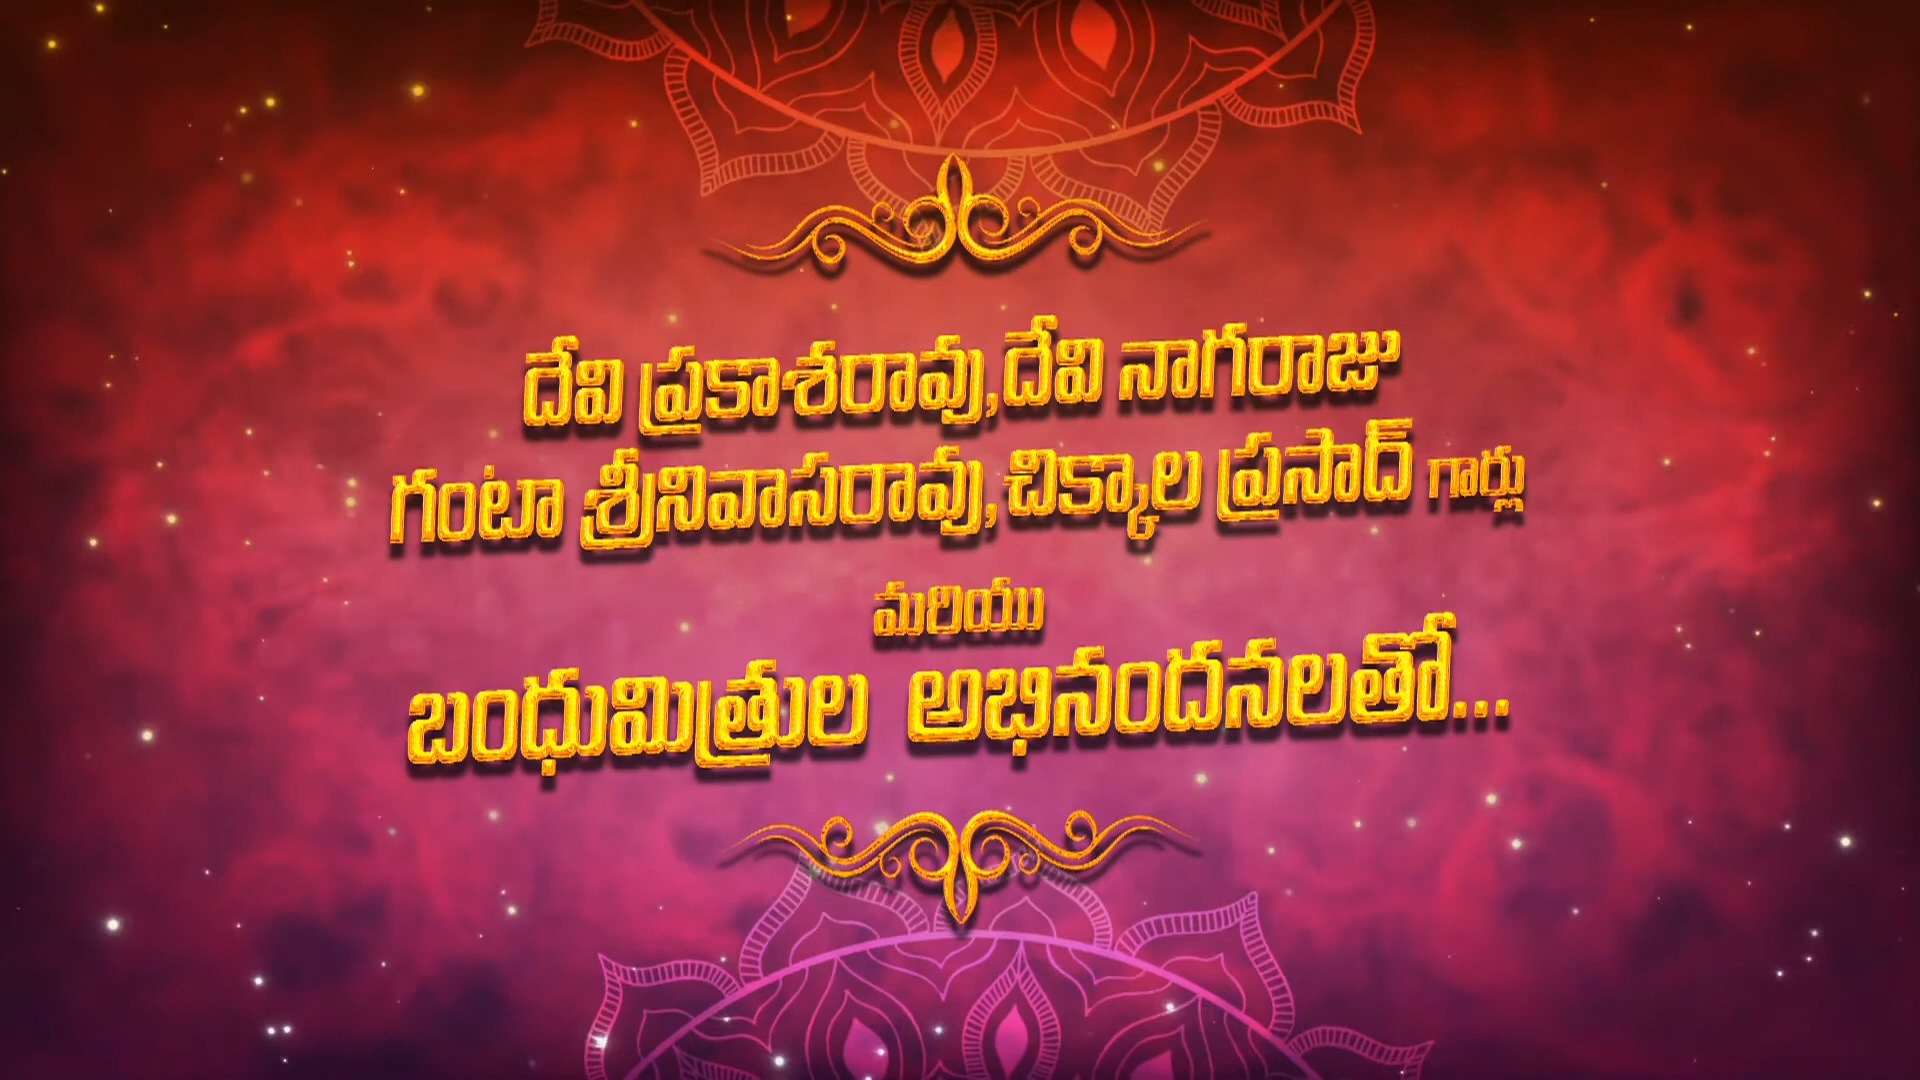 దేవి ప్రకాశరావు,దేవి నాగరాజు
గంటా శ్రీనివాసరావు,చిక్కాల ప్రసాద్ గార్లు
మరియు
బంధుమిత్రుల అభినందనలతో...